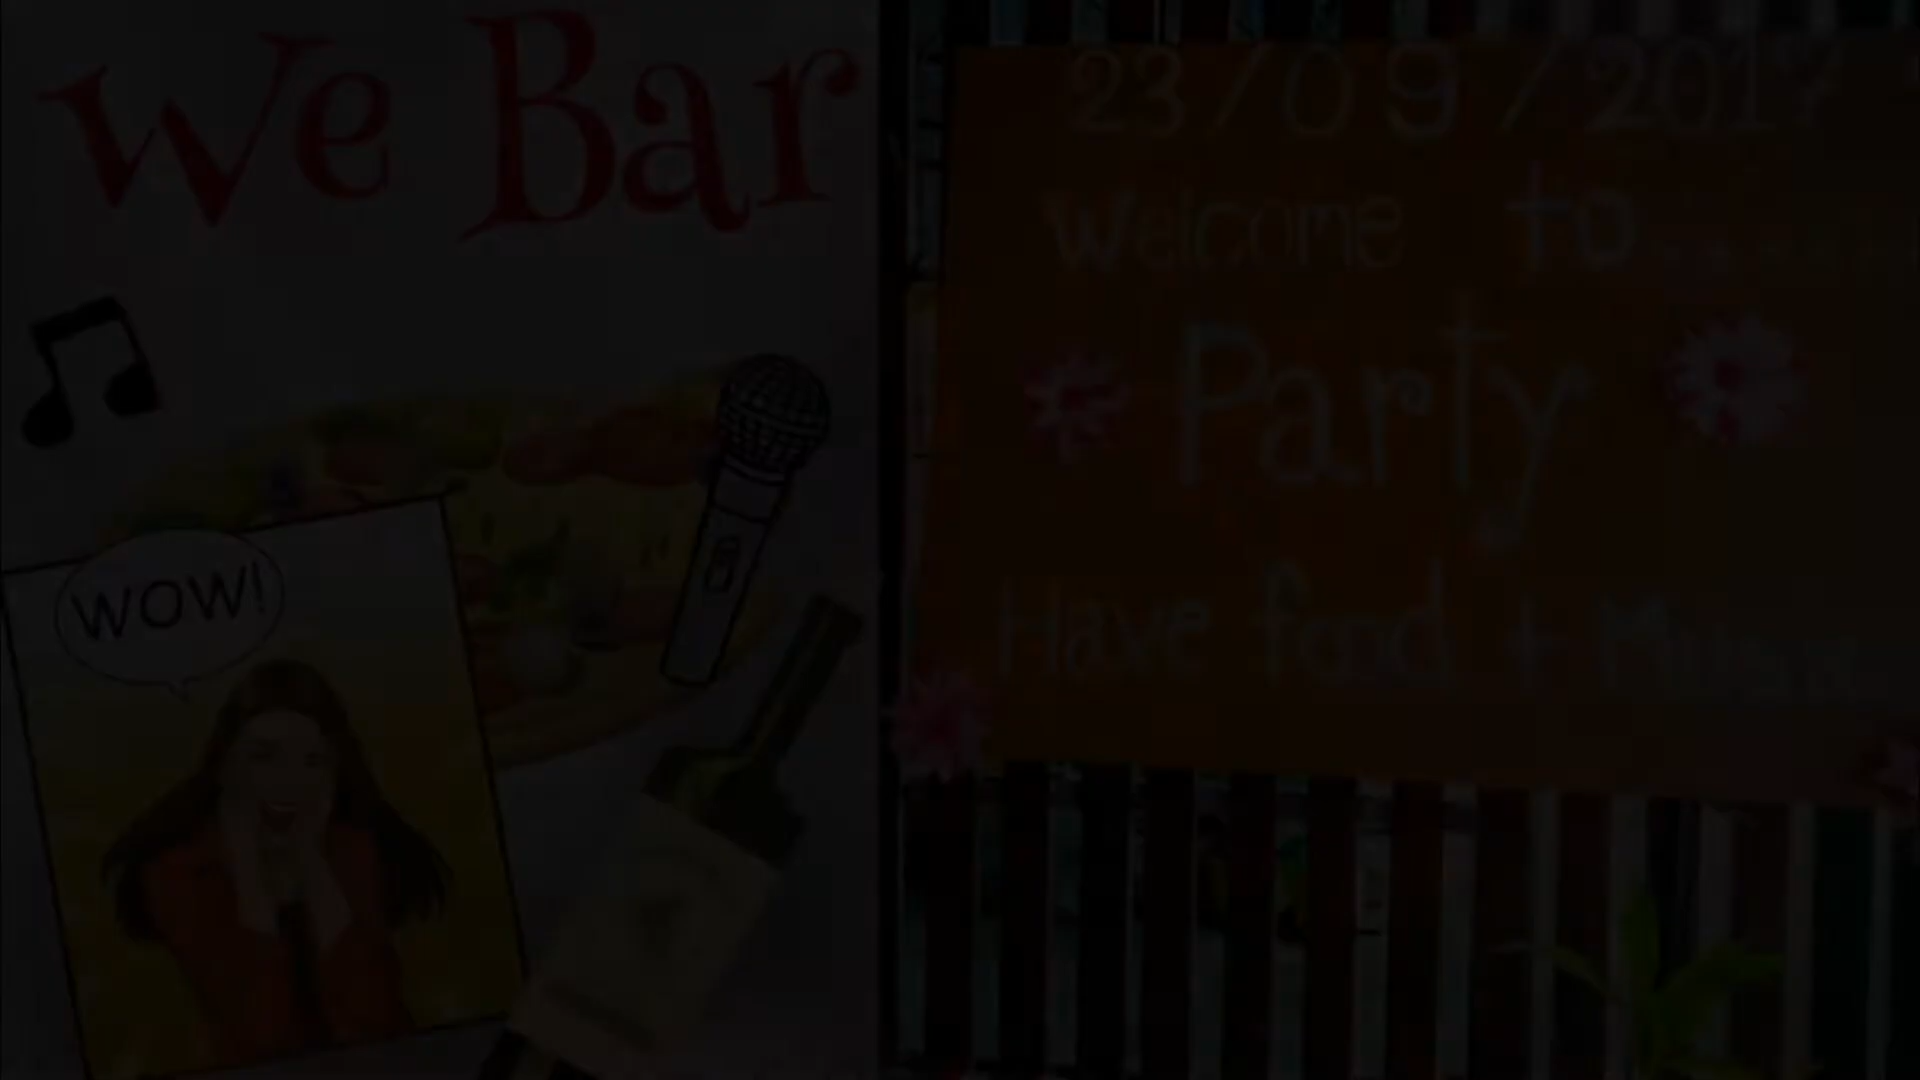 We Bar
WOW!
23/09/2017
Welcome to........
Party
Have food + Music